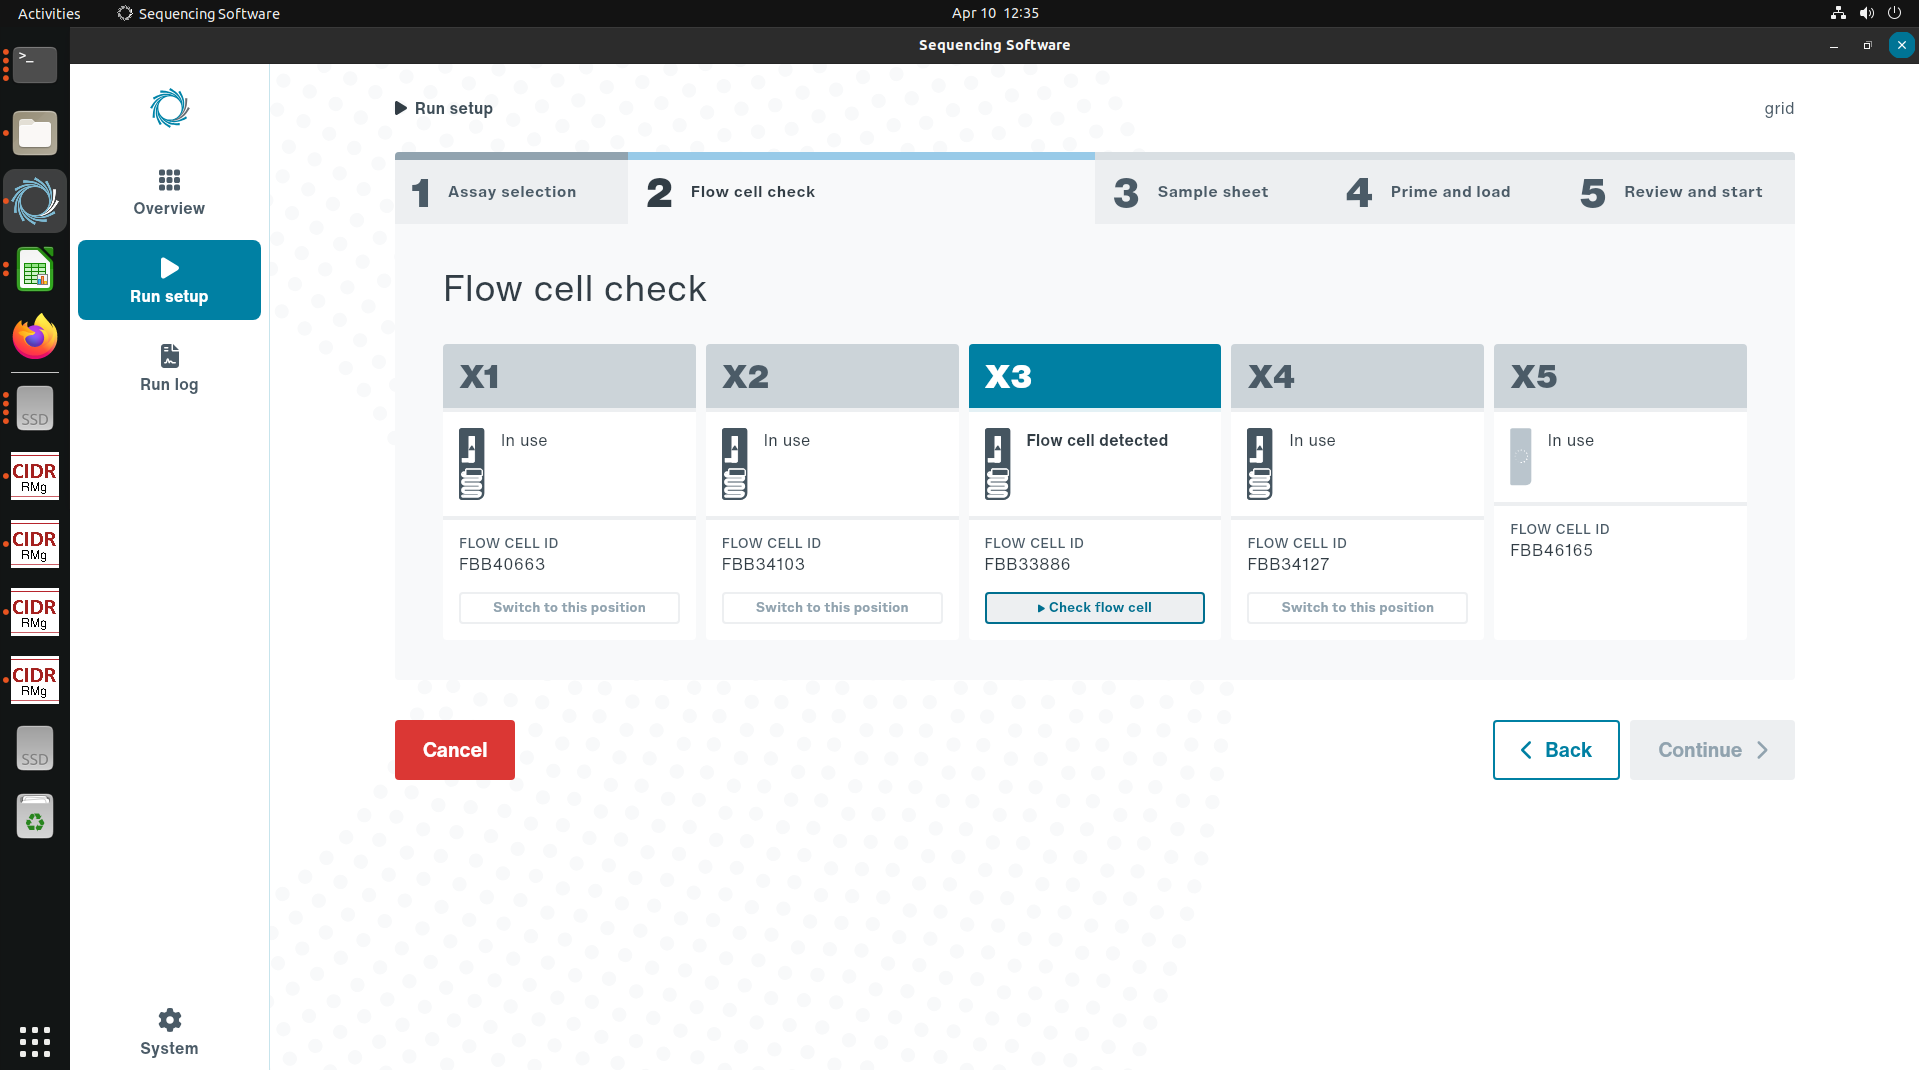 Activities
Sequencing Software
Apr 10 12:35
Sequencing Software
Overview
Run setup
Run log
System
SSD
CIDR
RMg
CIDR
RMg
CIDR
RMg
CIDR
RMg
SSD
Run setup
grid
1 Assay selection
2 Flow cell check
3 Sample sheet
4 Prime and load
5 Review and start
Flow cell check
X1
In use
FLOW CELL ID
FBB40663
Switch to this position
X2
In use
FLOW CELL ID
FBB34103
Switch to this position
X3
Flow cell detected
FLOW CELL ID
FBB33886
Check flow cell
X4
In use
FLOW CELL ID
FBB34127
Switch to this position
X5
In use
FLOW CELL ID
FBB46165
Cancel
Back
Continue